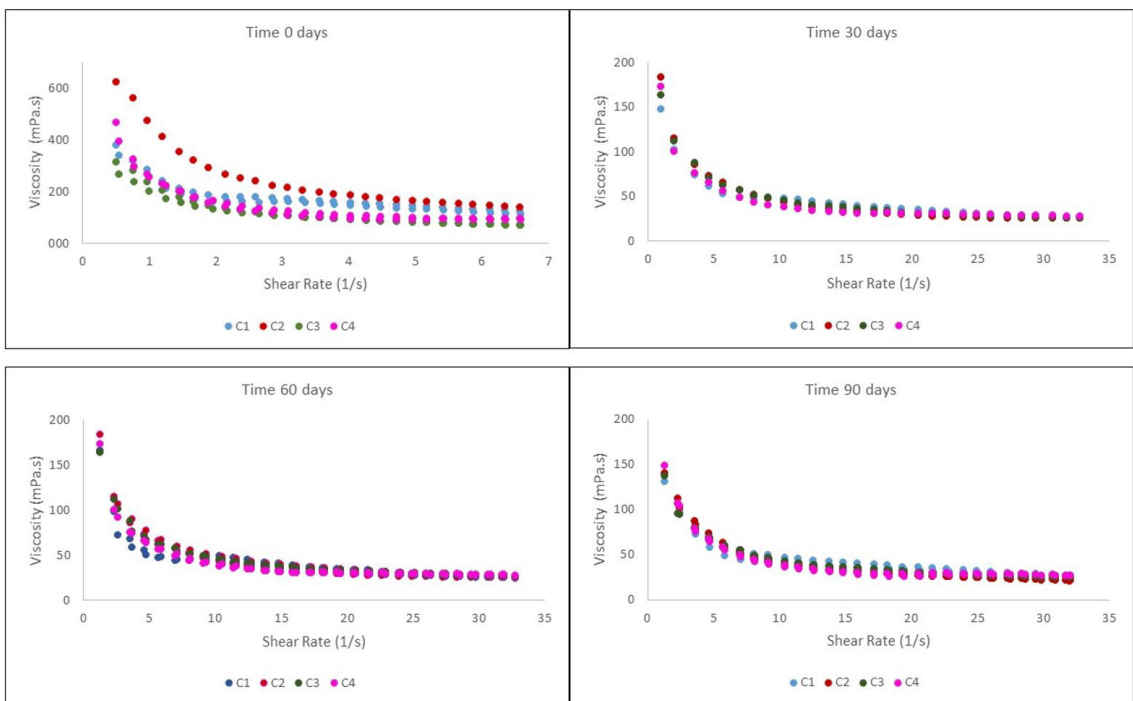 Time 0 days
Viscosity (mPa.s)
600
400
200
000
0 1 2 3 4 5 6 7
Shear Rate (1/s)
C1 C2 C3 C4
Time 30 days
Viscosity (mPa.s)
200
150
100
50
0
0 5 10 15 20 25 30 35
Shear Rate (1/s)
C1 C2 C3 C4
Time 60 days
Viscosity (mPa.s)
200
150
100
50
0
0 5 10 15 20 25 30 35
Shear Rate (1/s)
C1 C2 C3 C4
Time 90 days
Viscosity (mPa.s)
200
150
100
50
0
0 5 10 15 20 25 30 35
Shear Rate (1/s)
C1 C2 C3 C4